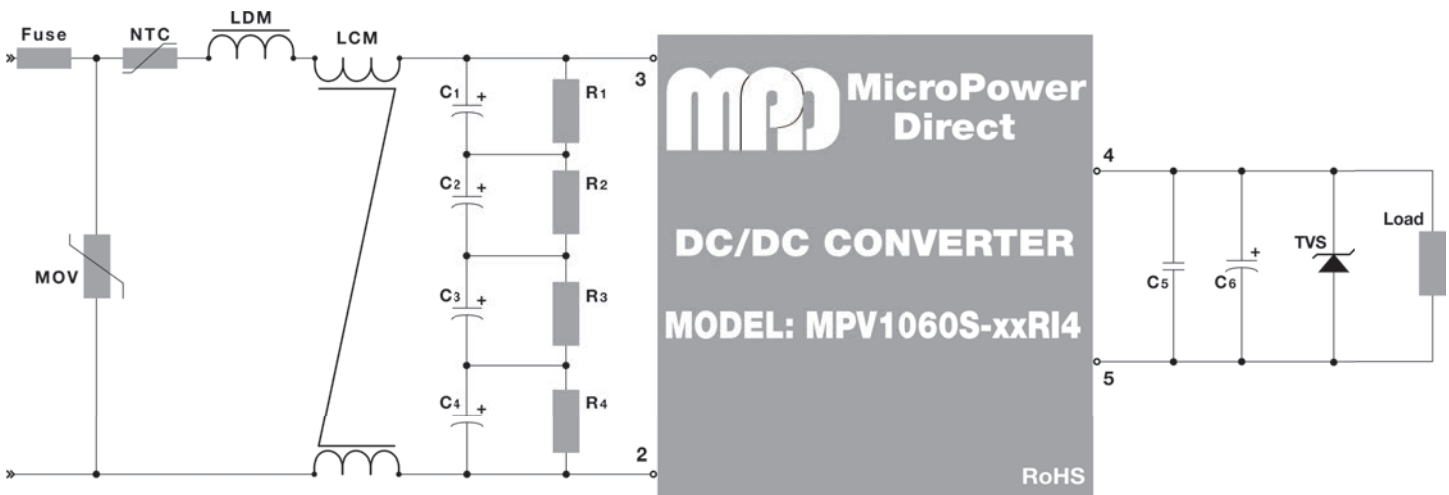 Fuse
NTC
LDM
LCM
MOV
C1 +
R1
C2 +
R2
C3 +
R3
C4 +
R4
3
2
MPD MicroPower
Direct
DC/DC CONVERTER
MODEL: MPV1060S-xxRI4
RoHS
4
5
C5
C6 +
TVS
Load